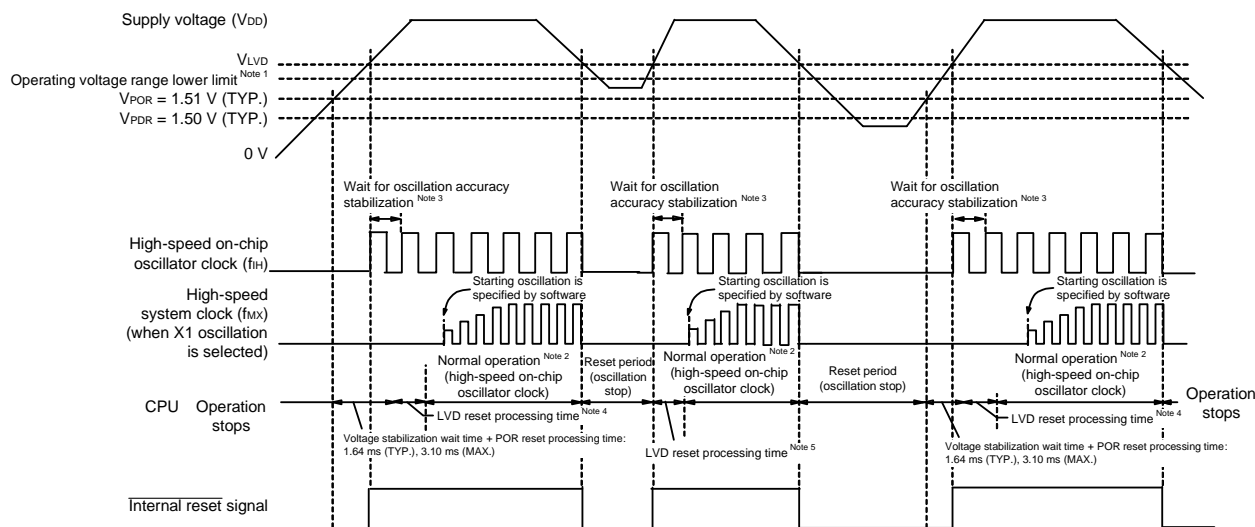 Supply voltage (VDD)
VLVD
Operating voltage range lower limit Note 1
VPOR = 1.51 V (TYP.)
VPDR = 1.50 V (TYP.)
0 V
Wait for oscillation accuracy
stabilization Note 3
Wait for oscillation
accuracy stabilization Note 3
Wait for oscillation
accuracy stabilization Note 3
High-speed on-chip
oscillator clock (fIH)
Starting oscillation is
specified by software
Starting oscillation is
specified by software
Starting oscillation is
specified by software
High-speed
system clock (fMX)
(when X1 oscillation
is selected)
Normal operation Note 2
(high-speed on-chip
oscillator clock)
Reset period
(oscillation
stop)
Normal operation Note 2
(high-speed on-chip
oscillator clock)
Reset period
(oscillation stop)
Normal operation Note 2
(high-speed on-chip
oscillator clock)
CPU
Operation
stops
Operation
stops
LVD reset processing time Note 4
LVD reset processing time Note 5
LVD reset processing time Note 4
Voltage stabilization wait time + POR reset processing time:
1.64 ms (TYP.), 3.10 ms (MAX.)
Voltage stabilization wait time + POR reset processing time:
1.64 ms (TYP.), 3.10 ms (MAX.)
Internal reset signal